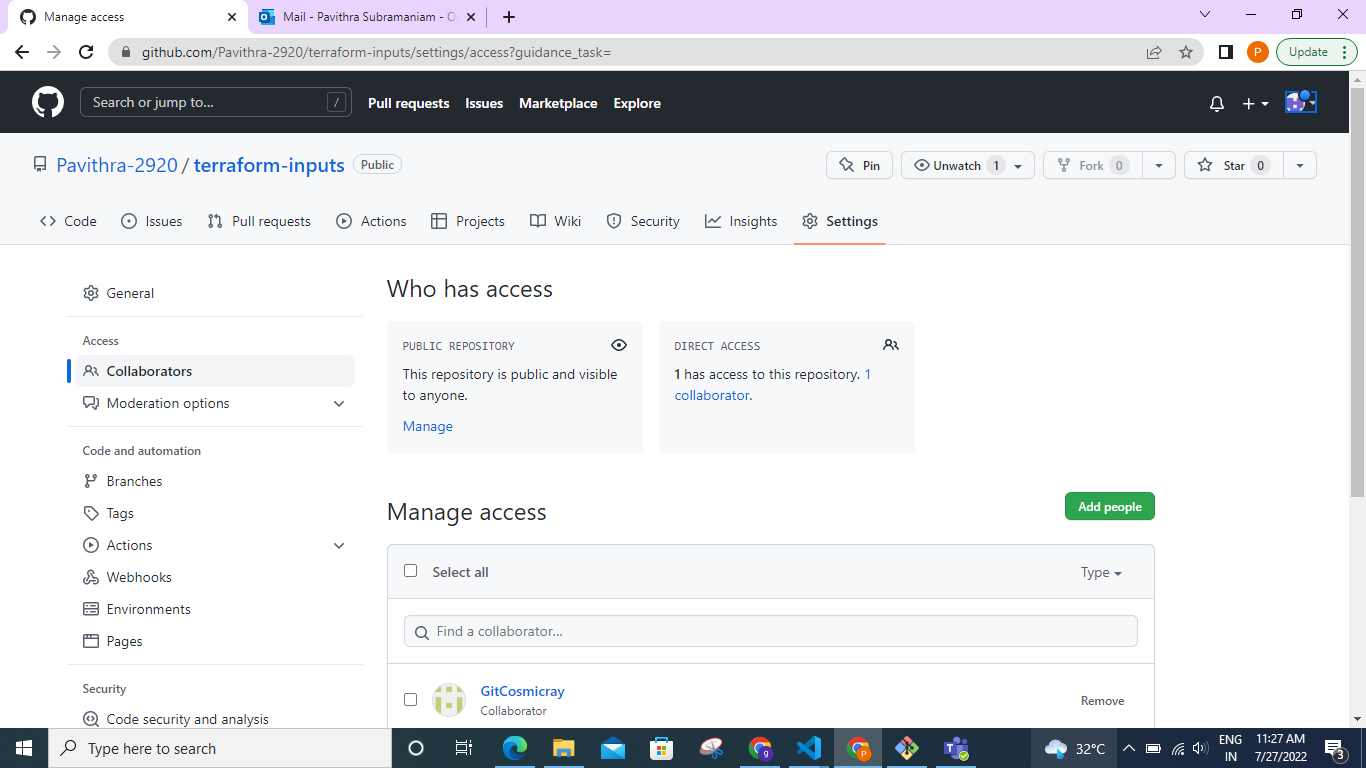 Manage access
Mail - Pavithra Subramaniam - O
github.com/Pavithra-2920/terraform-inputs/settings/access?guidance_task=
P
Update
Search or jump to...
/
Pull requests
Issues
Marketplace
Explore
Pavithra-2920 / terraform-inputs
Public
Pin
Unwatch 1
Fork 0
Star 0
Code
Issues
Pull requests
Actions
Projects
Wiki
Security
Insights
Settings
General
Access
Collaborators
Moderation options
Code and automation
Branches
Tags
Actions
Webhooks
Environments
Pages
Security
Code security and analysis
Who has access
PUBLIC REPOSITORY
This repository is public and visible
to anyone.
Manage
DIRECT ACCESS
1 has access to this repository. 1
collaborator.
Manage access
Add people
Select all
Type
Find a collaborator...
GitCosmicray
Collaborator
Remove
Type here to search
g
P
32°C
ENG
IN
11:27 AM
7/27/2022
3